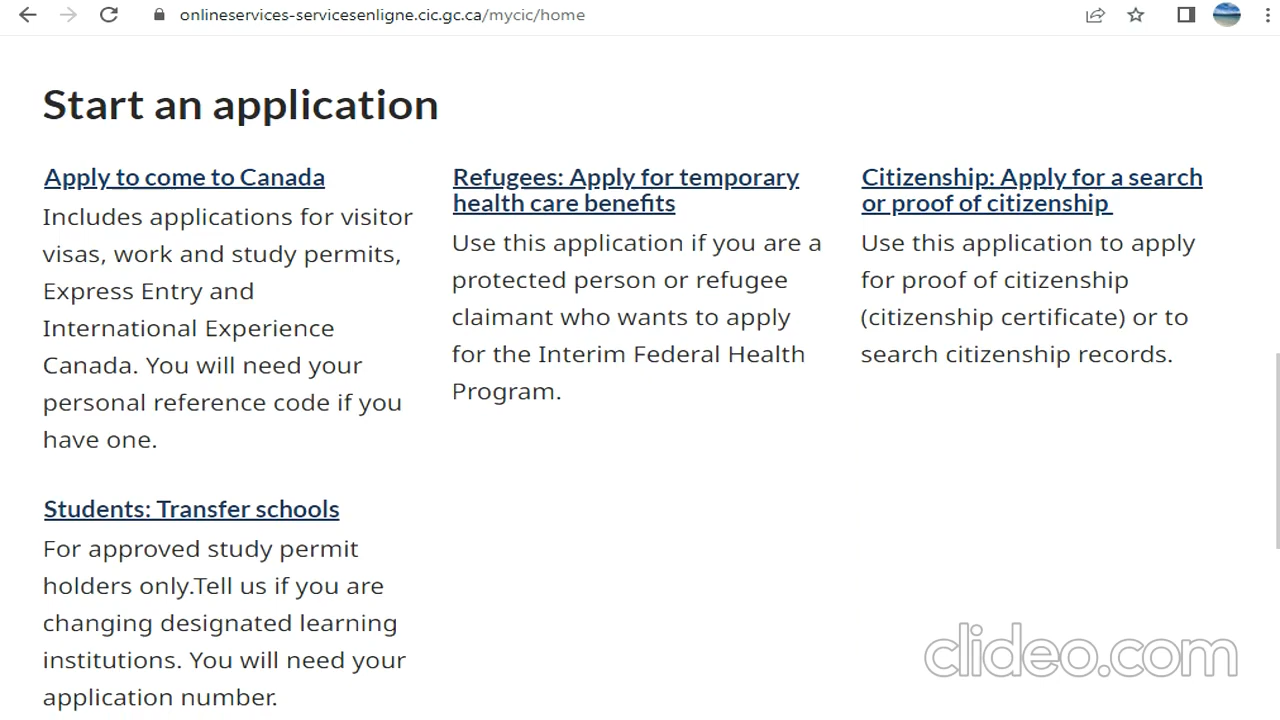 onlineservices-servicesenligne.cic.gc.ca/mycic/home
Start an application
Apply to come to Canada
Includes applications for visitor
visas, work and study permits,
Express Entry and
International Experience
Canada. You will need your
personal reference code if you
have one.
Refugees: Apply for temporary
health care benefits
Use this application if you are a
protected person or refugee
claimant who wants to apply
for the Interim Federal Health
Program.
Citizenship: Apply for a search
or proof of citizenship
Use this application to apply
for proof of citizenship
(citizenship certificate) or to
search citizenship records.
Students: Transfer schools
For approved study permit
holders only.Tell us if you are
changing designated learning
institutions. You will need your
application number.
clideo.com